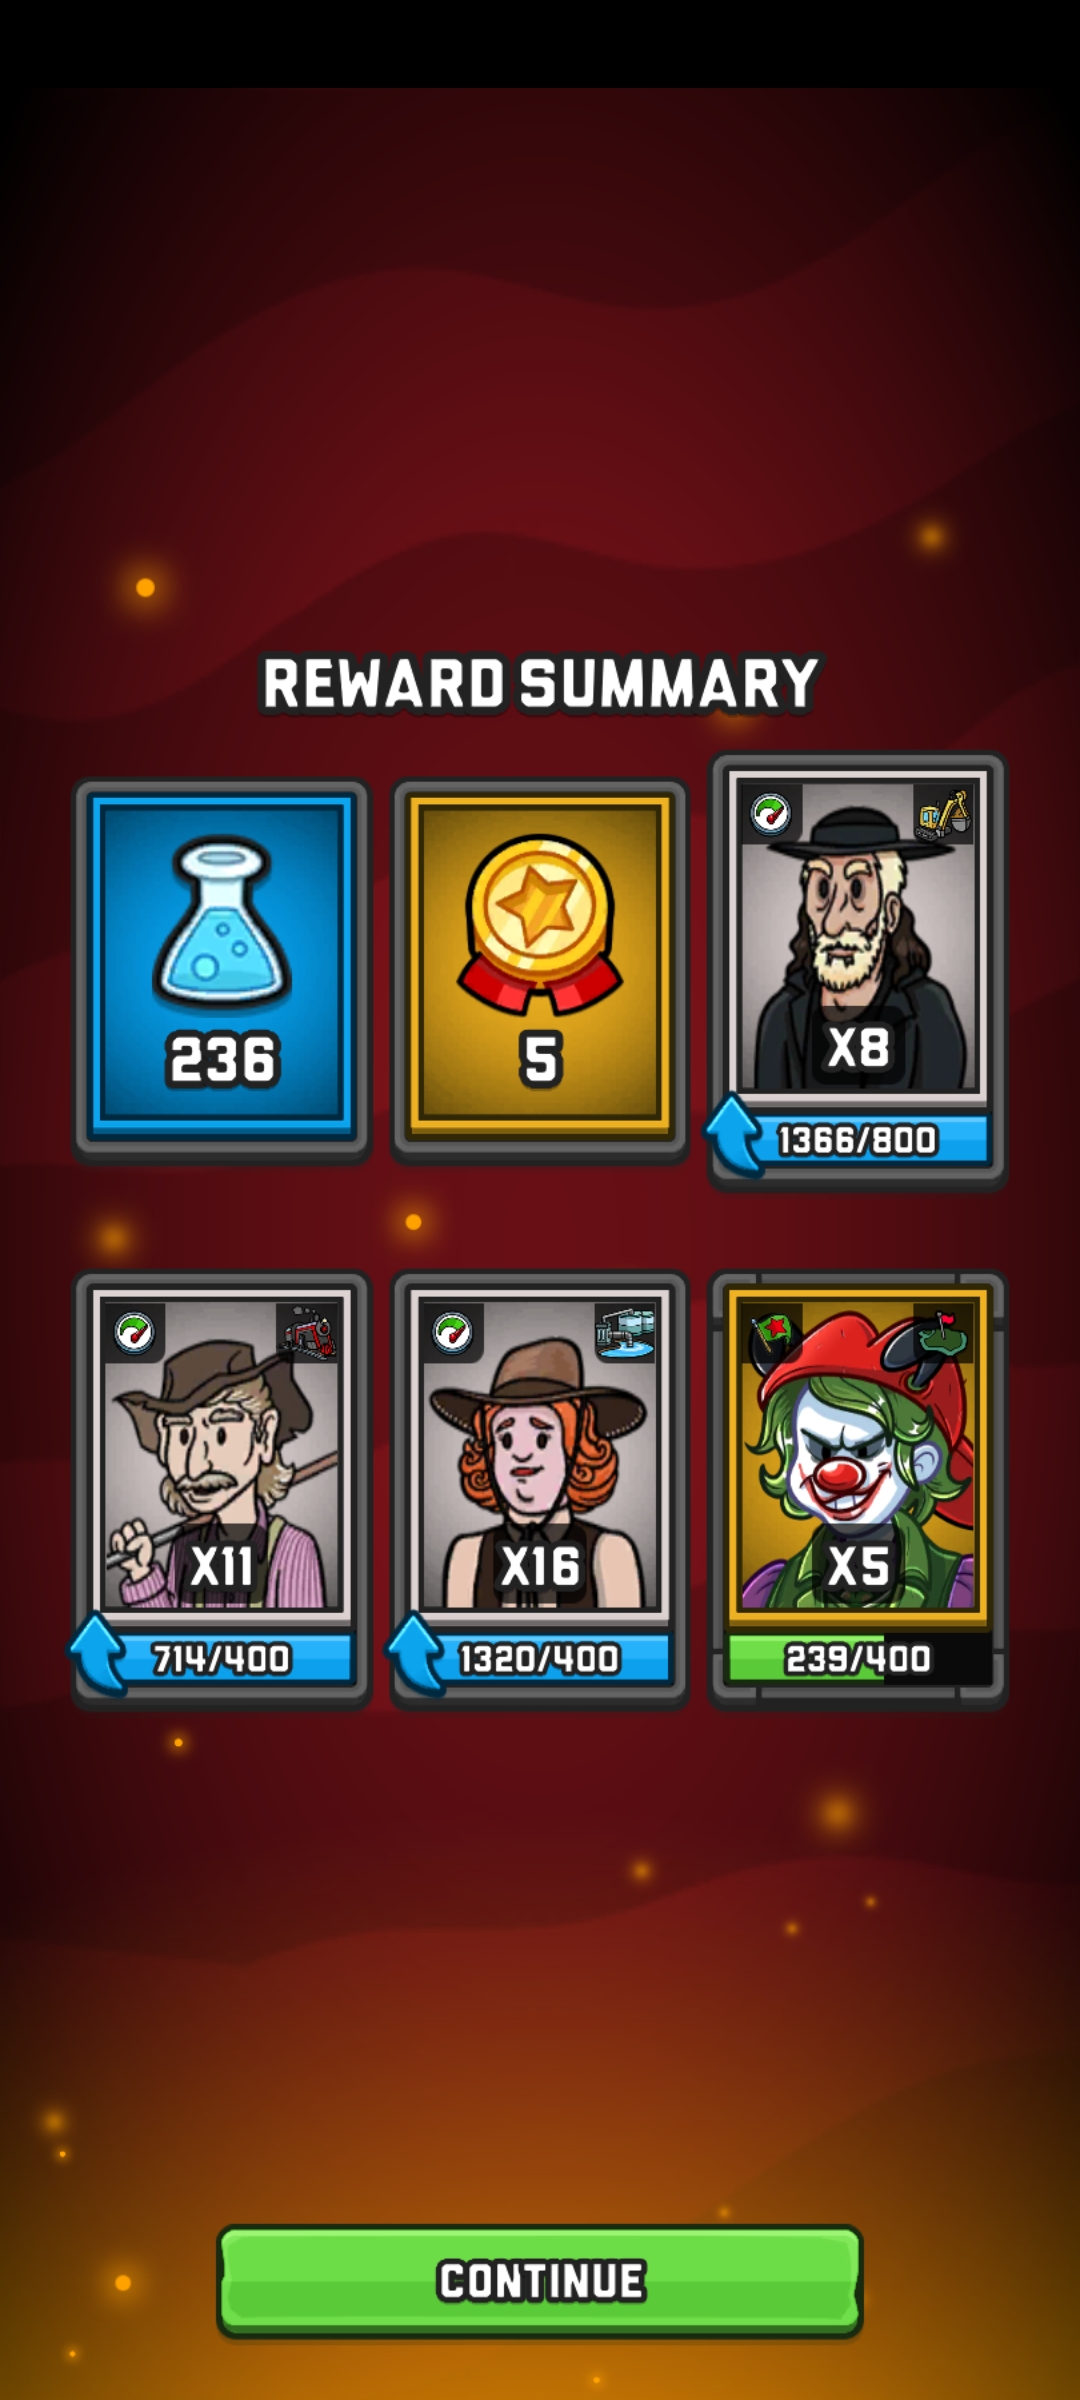 REWARD SUMMARY
236
5
X8
1366/800
X11
714/400
X16
1320/400
X5
239/400
CONTINUE